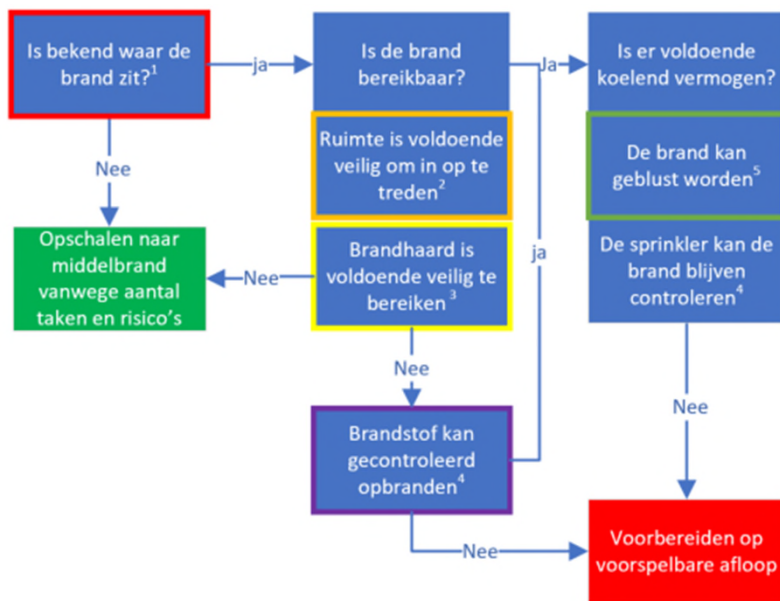 Is bekend waar de
brand zit?¹
ja
Is de brand
bereikbaar?
Ja
Is er voldoende
koelend vermogen?
Ruimte is voldoende
veilig om in op te
treden²
De brand kan
geblust worden⁵
Nee
Opschalen naar
middelbrand
vanwege aantal
taken en risico's
Nee
Brandhaard is
voldoende veilig te
bereiken ³
ja
De sprinkler kan de
brand blijven
controleren⁴
Nee
Nee
Brandstof kan
gecontroleerd
opbranden⁴
Nee
Voorbereiden op
voorspelbare afloop